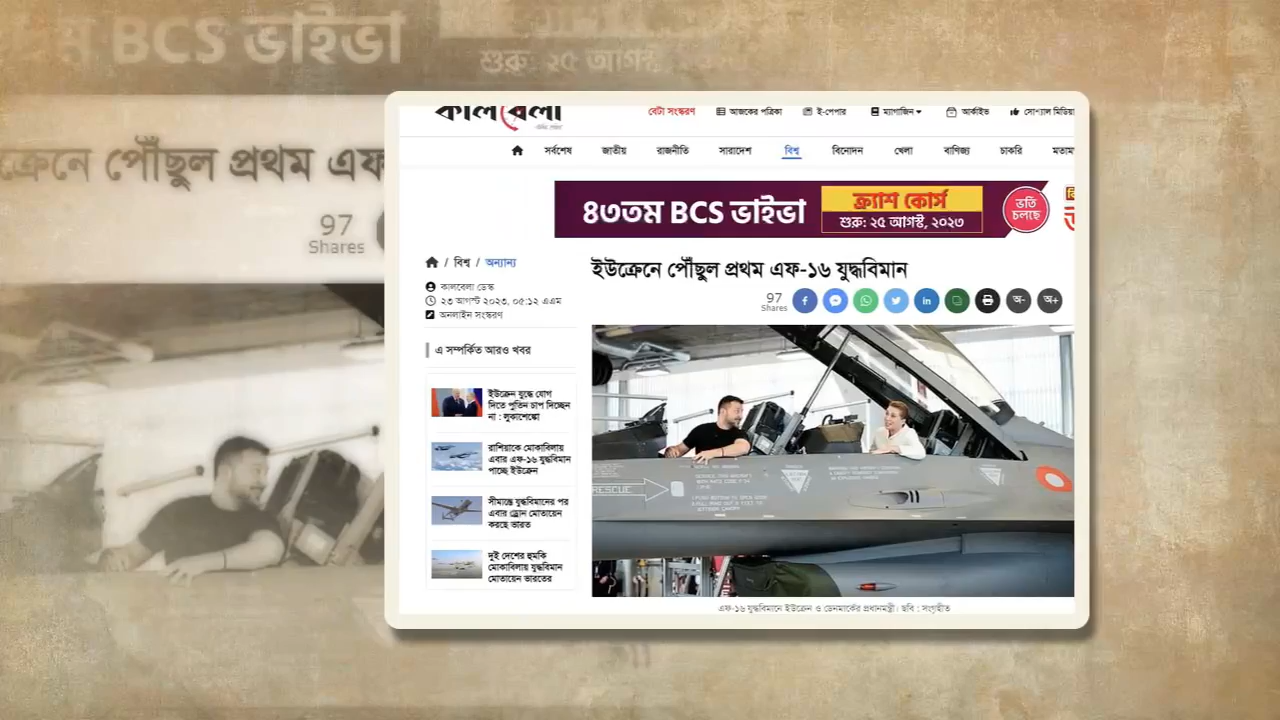 BCS ভাইভা
শুরু: ২৫ আগস্ট
ক্রেনে পৌঁছুল প্রথম এফ
97
Shares
কালবেলা
বেটা সংস্করণ
আজকের পত্রিকা
ই-পেপার
ম্যাগাজিন
আর্কাইভ
সোশ্যাল মিডিয়া
সর্বশেষ
জাতীয়
রাজনীতি
সারাদেশ
বিশ্ব
বিনোদন
খেলা
বাণিজ্য
চাকরি
মতাম
৪৩তম BCS ভাইভা
ক্র্যাশ কোর্স
শুরু: ২৫ আগস্ট, ২০২৩
ভর্তি
চলছে
/ বিশ্ব / অন্যান্য
কালবেলা ডেস্ক
২৩ আগস্ট ২০২৩, ০৫:১২ এএম
অনলাইন সংস্করণ
ইউক্রেনে পৌঁছুল প্রথম এফ-১৬ যুদ্ধবিমান
97
Shares
অ-
অ+
এ সম্পর্কিত আরও খবর
ইউক্রেন যুদ্ধে যোগ
দিতে পুতিন চাপ দিচ্ছেন
না : লুকাশেঙ্কো
রাশিয়াকে মোকাবিলায়
এবার এফ-১৬ যুদ্ধবিমান
পাচ্ছে ইউক্রেন
সীমান্তে যুদ্ধবিমানের পর
এবার ড্রোন মোতায়েন
করছে ভারত
দুই দেশের হুমকি
মোকাবিলায় যুদ্ধবিমান
মোতায়েন ভারতের
RESCUE
এফ-১৬ যুদ্ধবিমানে ইউক্রেন ও ডেনমার্কের প্রধানমন্ত্রী। ছবি : সংগৃহীত